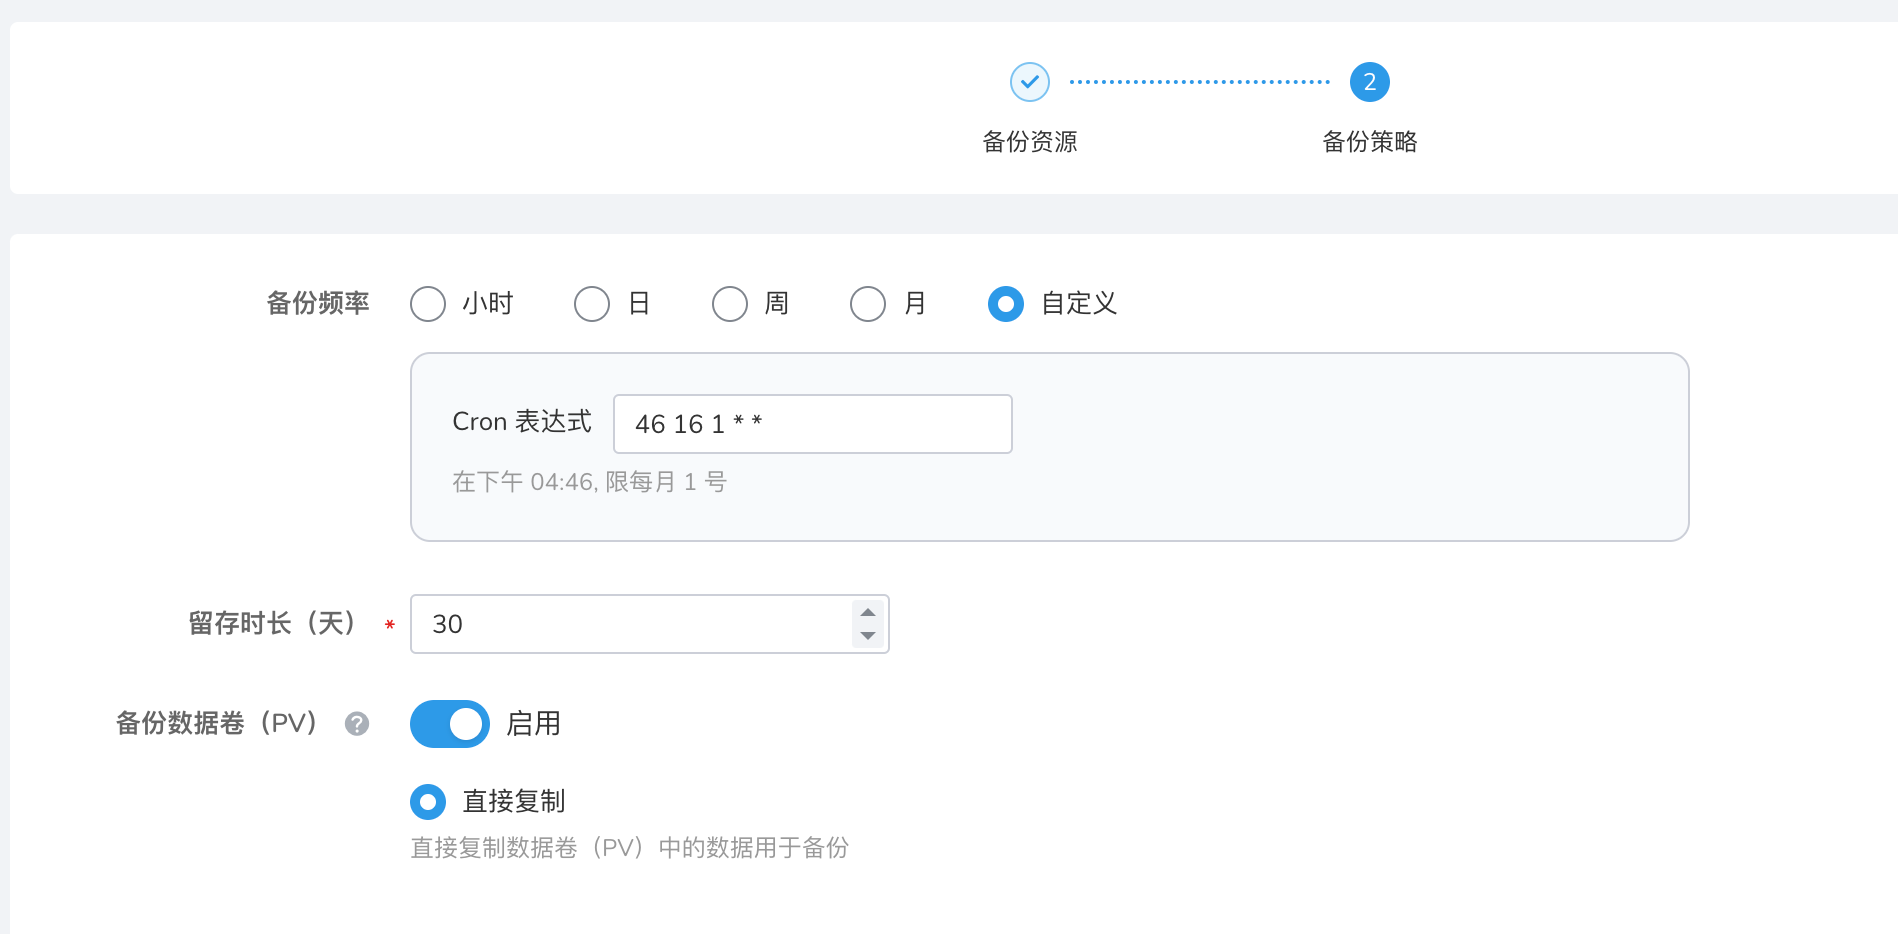 2
备份资源
备份策略
备份频率 小时 日 周 月 自定义
Cron 表达式 46 16 1 * *
在下午 04:46, 限每月 1 号
留存时长（天） * 30
备份数据卷（PV） ? 启用
直接复制
直接复制数据卷（PV）中的数据用于备份